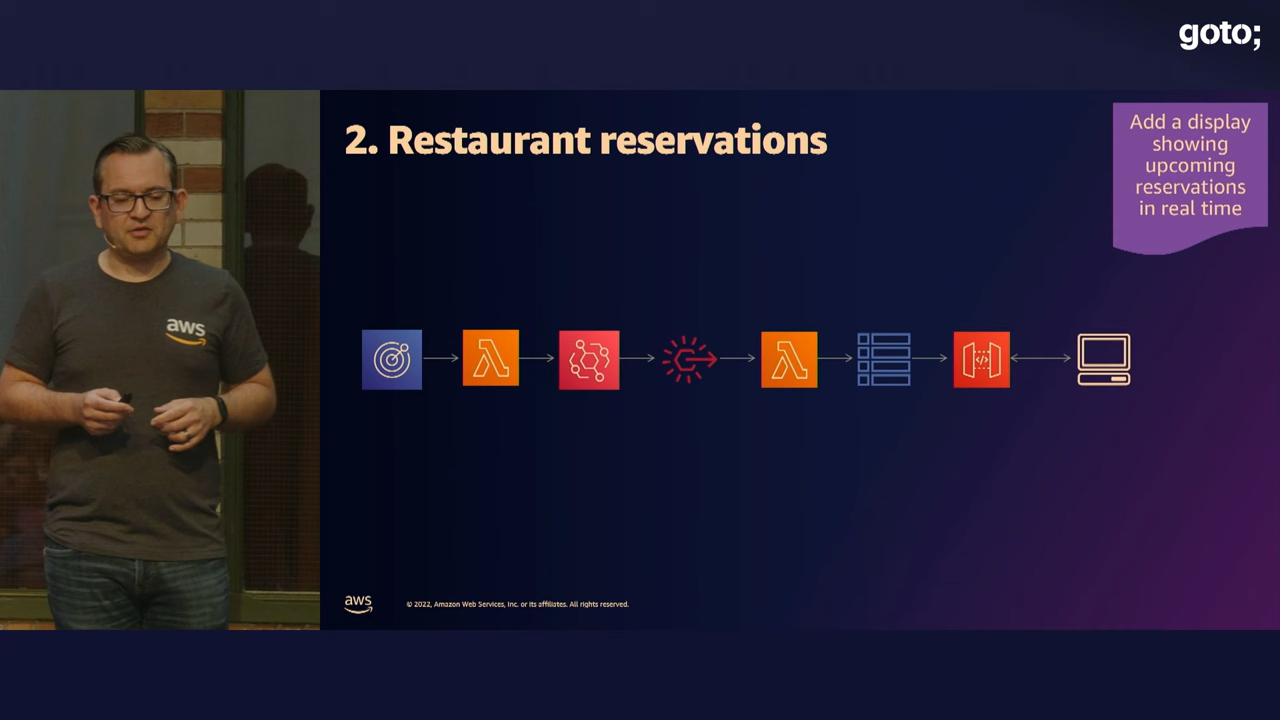 goto;
2. Restaurant reservations
Add a display
showing
upcoming
reservations
in real time
aws
aws
© 2022, Amazon Web Services, Inc. or its affiliates. All rights reserved.